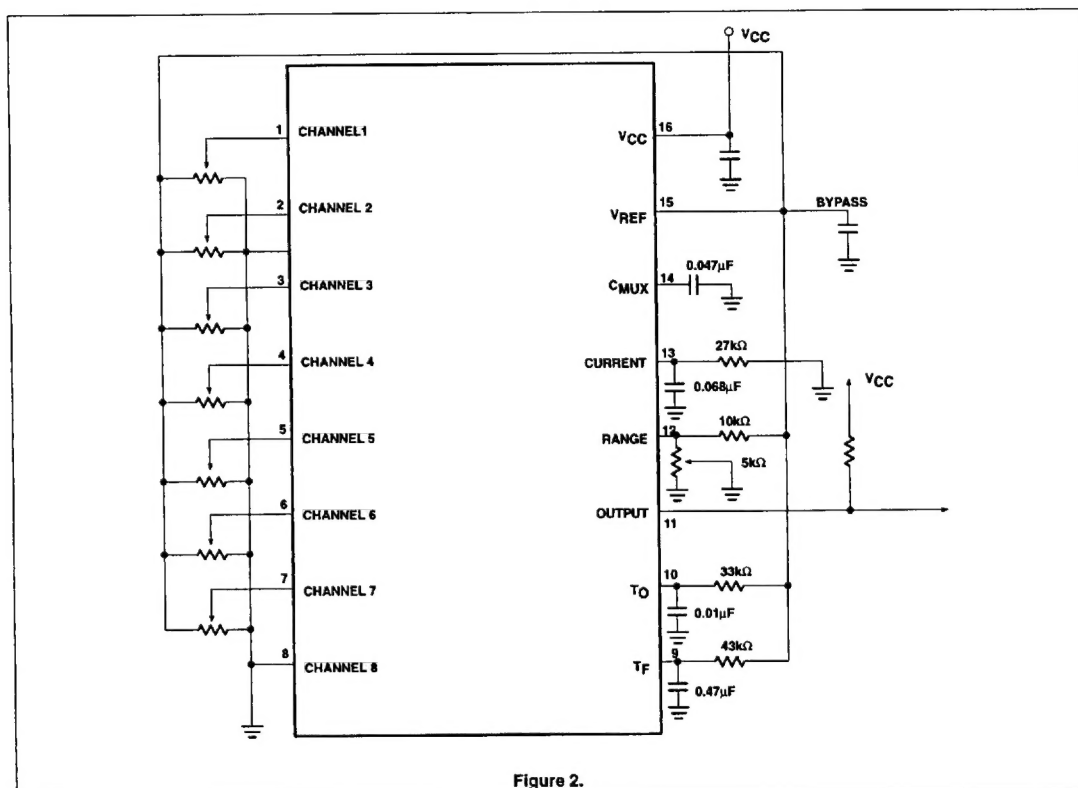 VCC
1 CHANNEL1
VCC 16
2 CHANNEL 2
VREF 15
BYPASS
3 CHANNEL 3
CMUX 14
0.047μF
4 CHANNEL 4
CURRENT 13
27kΩ
0.068μF
VCC
5 CHANNEL 5
RANGE 12
10kΩ
5kΩ
6 CHANNEL 6
OUTPUT 11
7 CHANNEL 7
TO 10
33kΩ
0.01μF
8 CHANNEL 8
TF 9
43kΩ
0.47μF
Figure 2.